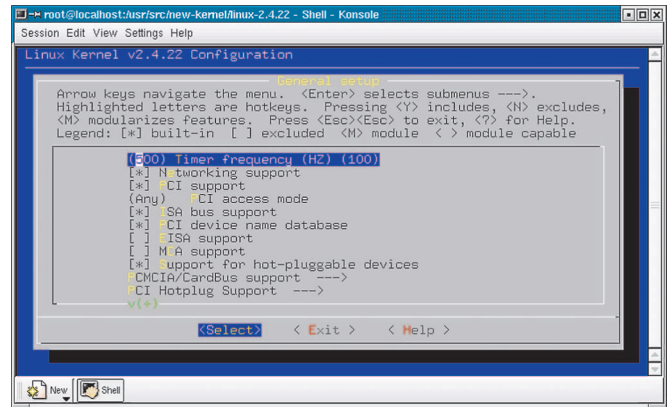 root@localhost:/usr/src/new-kernel/linux-2.4.22 - Shell - Konsole
Session Edit View Settings Help
Linux Kernel v2.4.22 Configuration
General setup
Arrow keys navigate the menu. <Enter> selects submenus --->.
Highlighted letters are hotkeys. Pressing <Y> includes, <N> excludes,
<M> modularizes features. Press <Esc><Esc> to exit, <?> for Help.
Legend: [*] built-in [ ] excluded <M> module < > module capable
(500) Timer frequency (HZ) (100)
[*] Networking support
[*] PCI support
(Any) PCI access mode
[*] ISA bus support
[*] PCI device name database
[ ] EISA support
[ ] MCA support
[*] Support for hot-pluggable devices
PCMCIA/CardBus support --->
PCI Hotplug Support --->
v(+)
<Select> < Exit > < Help >
New Shell